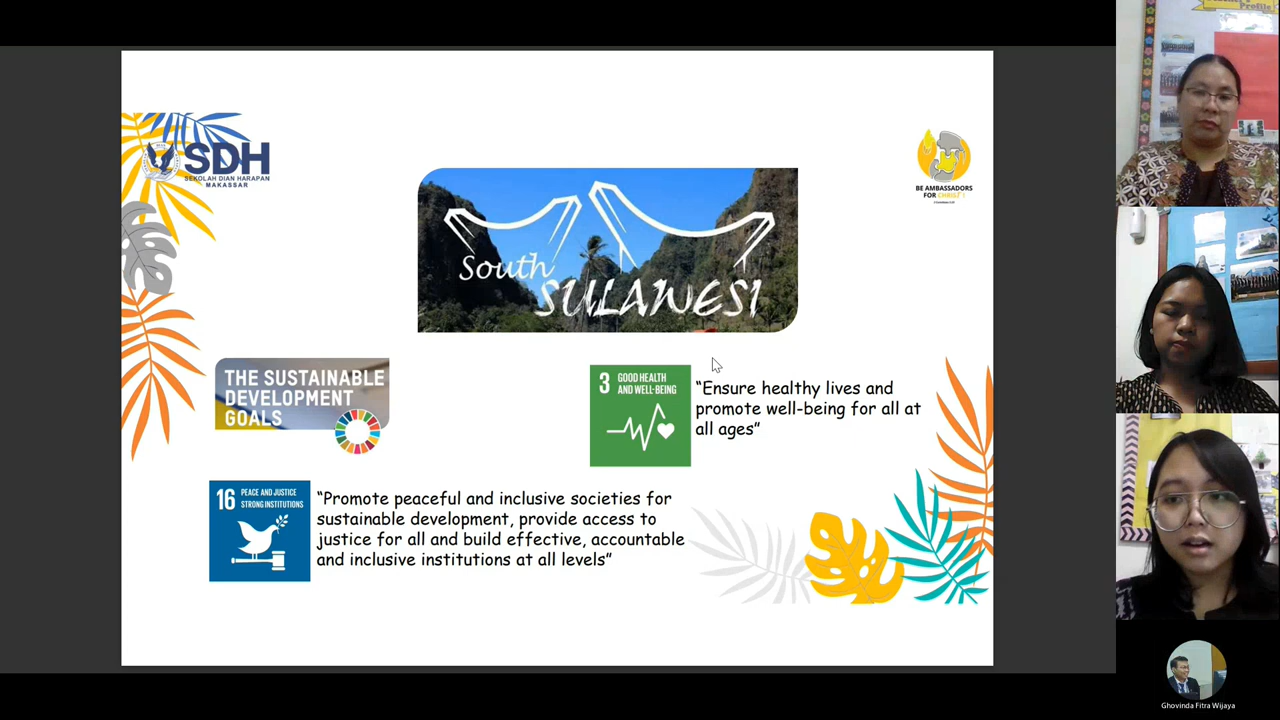 SDH
SEKOLAH DIAN HARAPAN
MAKASSAR
BE AMBASSADORS
FOR CHRIST !
South
SULAWESI
THE SUSTAINABLE
DEVELOPMENT
GOALS
3 GOOD HEALTH
AND WELL-BEING
“Ensure healthy lives and
promote well-being for all at
all ages”
16 PEACE AND JUSTICE
STRONG INSTITUTIONS
“Promote peaceful and inclusive societies for
sustainable development, provide access to
justice for all and build effective, accountable
and inclusive institutions at all levels”
Ghovinda Fitra Wijaya